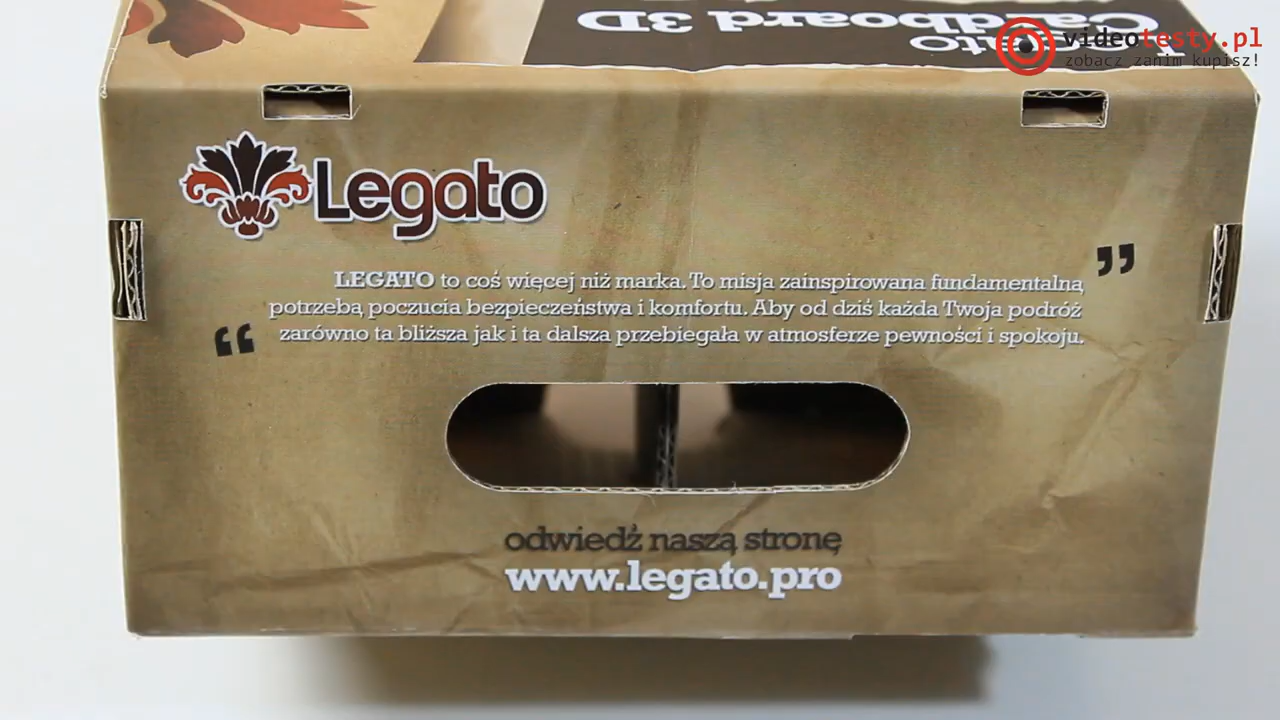 Legato
Cardboard 3D
videotesty.pl
zobacz zanim kupisz!
Legato
LEGATO to coś więcej niż marka. To misja zainspirowana fundamentalną
potrzebą poczucia bezpieczeństwa i komfortu. Aby od dziś każda Twoja podróż
zarówno ta bliższa jak i ta dalsza przebiegała w atmosferze pewności i spokoju.
odwiedź naszą stronę
www.legato.pro